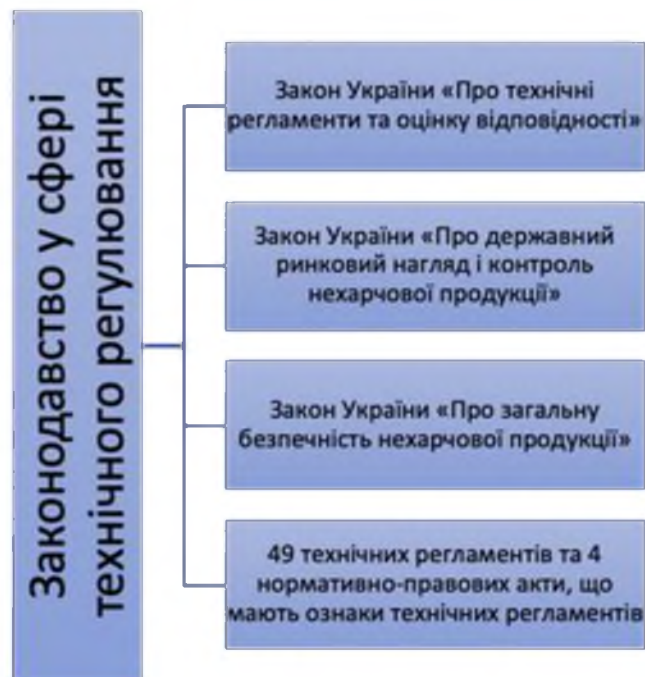 Законодавство у сфері
технічного регулювання
Закон України «Про технічні
регламенти та оцінку відповідності»
Закон України «Про державний
ринковий нагляд і контроль
нехарчової продукції»
Закон України «Про загальну
безпечність нехарчової продукції»
49 технічних регламентів та 4
нормативно-правових акти, що
мають ознаки технічних регламентів